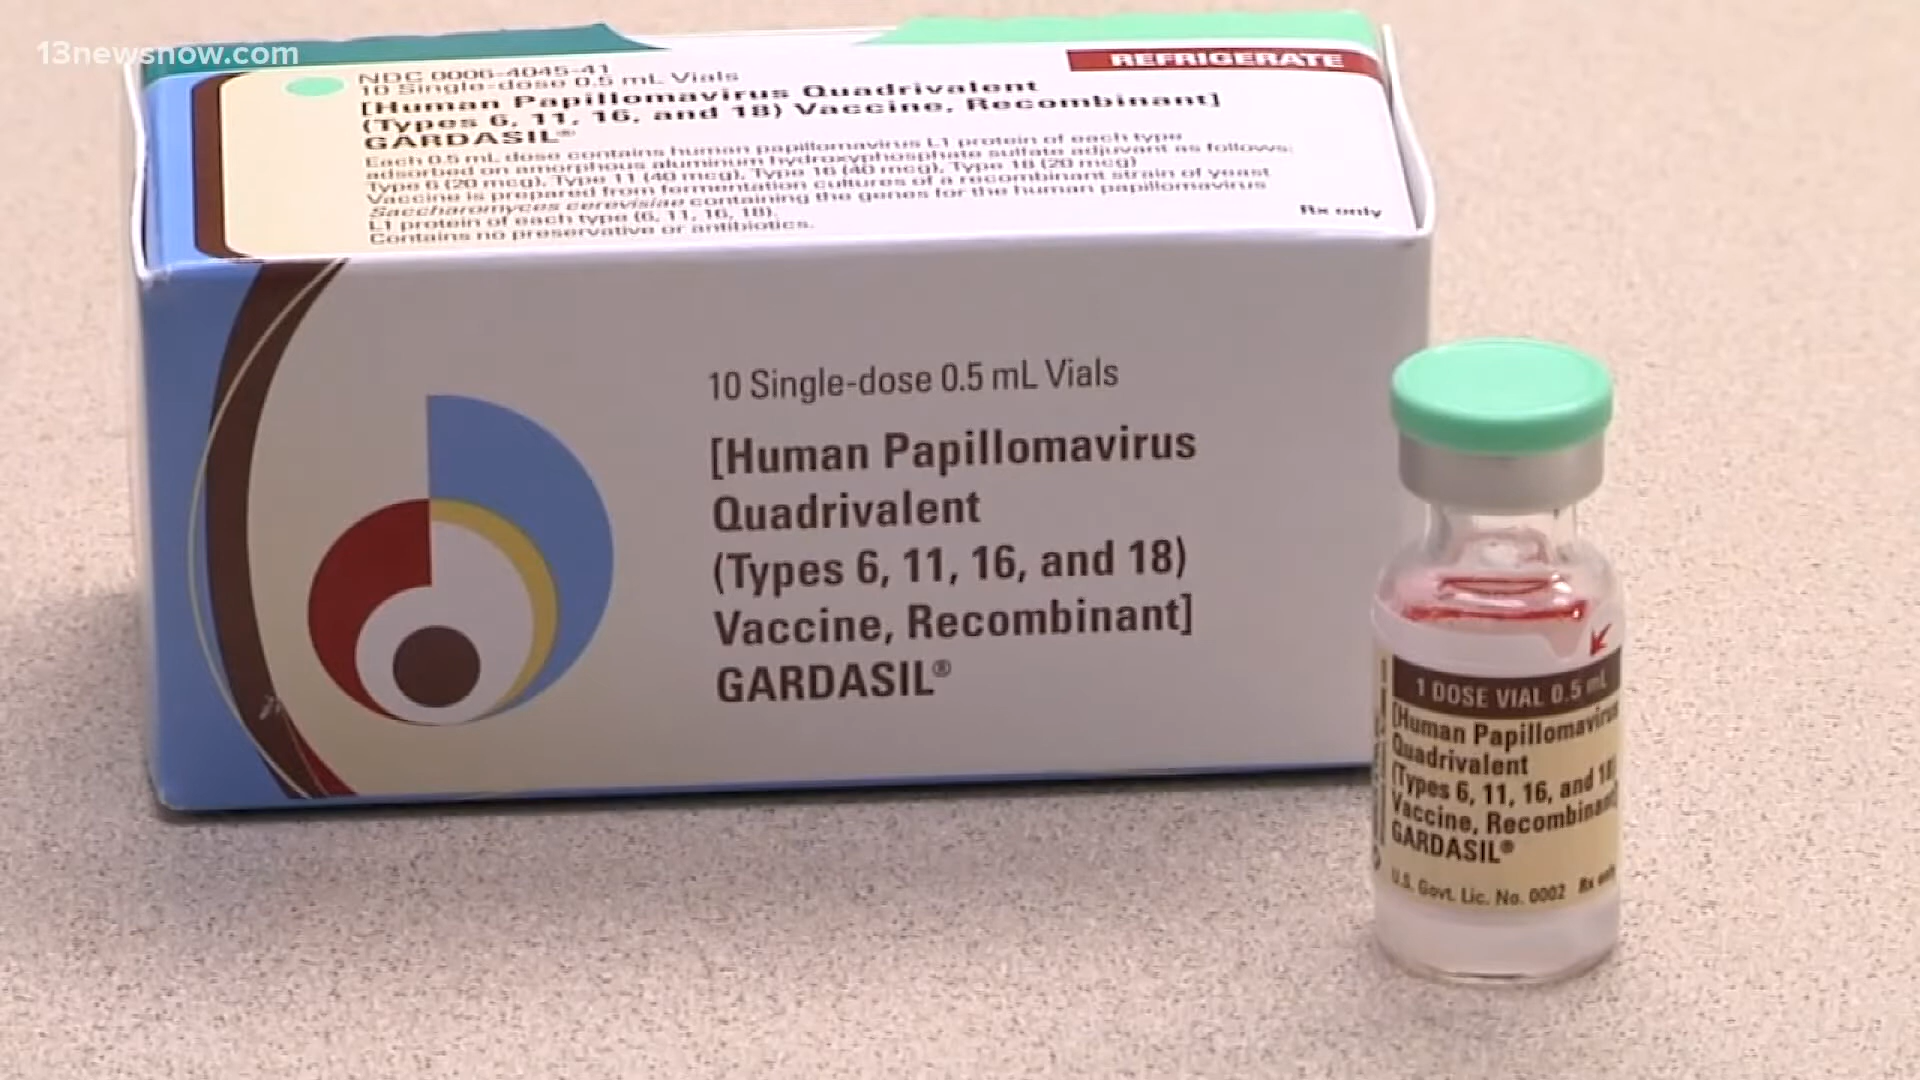 13newsnow.com
REFRIGERATE
NDC 0006-4045-41
10 Single-dose 0.5 mL Vials
[Human Papillomavirus Quadrivalent
(Types 6, 11, 16, and 18) Vaccine, Recombinant]
GARDASIL®
Each 0.5 mL dose contains human papillomavirus L1 protein of each type
adsorbed on amorphous aluminum hydroxyphosphate sulfate adjuvant as follows:
Type 6 (20 mcg), Type 11 (40 mcg), Type 16 (40 mcg), Type 18 (20 mcg)
Vaccine is prepared from fermentation cultures of a recombinant strain of yeast
Saccharomyces cerevisiae containing the genes for the human papillomavirus
L1 protein of each type (6, 11, 16, 18).
Contains no preservative or antibiotics.
Rx only
10 Single-dose 0.5 mL Vials
[Human Papillomavirus
Quadrivalent
(Types 6, 11, 16, and 18)
Vaccine, Recombinant]
GARDASIL®
1 DOSE VIAL 0.5 mL
[Human Papillomavirus
Quadrivalent
(Types 6, 11, 16, and 18)
Vaccine, Recombinant]
GARDASIL®
U.S. Govt. Lic. No. 0002 Rx only